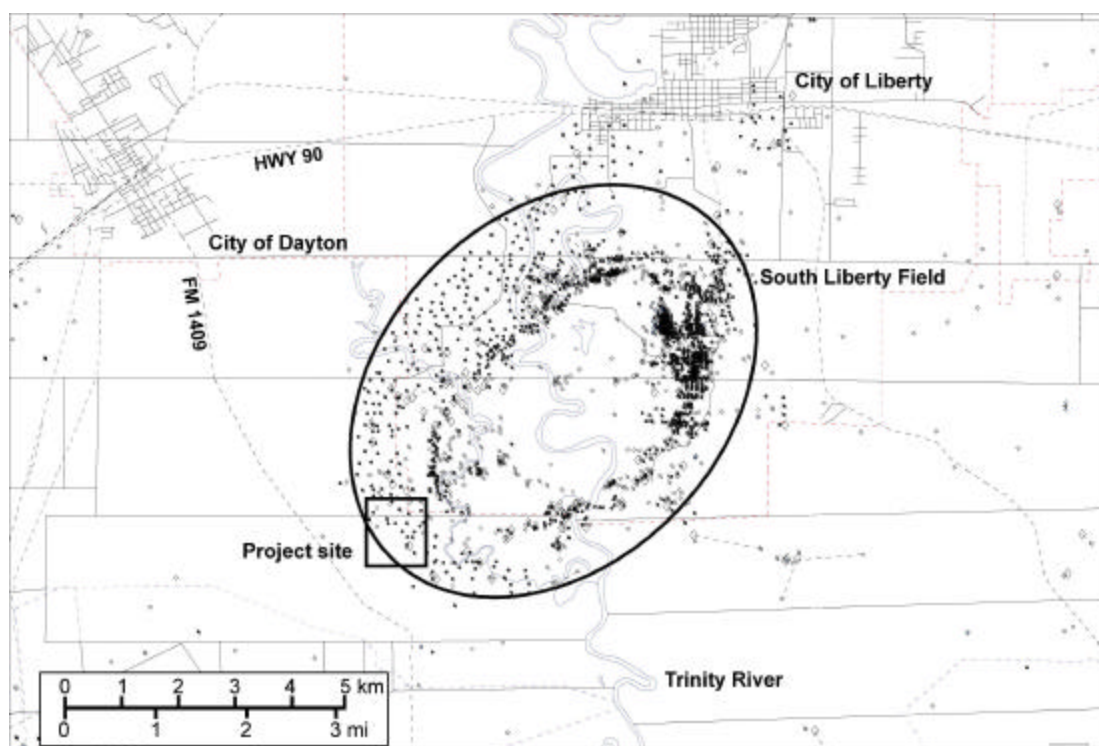 City of Liberty
HWY 90
City of Dayton
South Liberty Field
FM 1409
Project site
Trinity River
0 1 2 3 4 5 km
0 1 2 3 mi